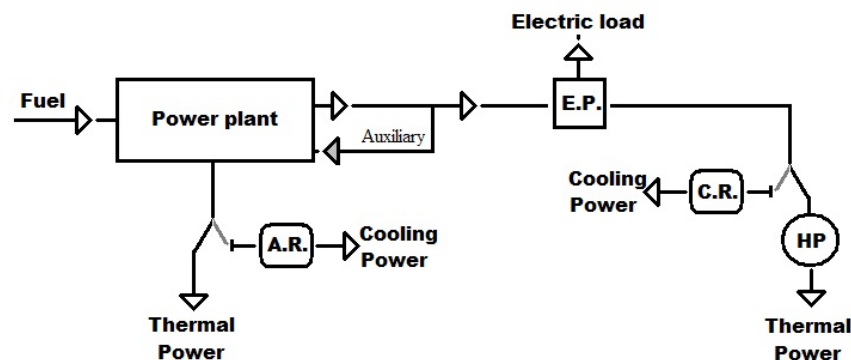 Electric load
Fuel
Power plant
E.P.
Auxiliary
Cooling
Power
C.R.
A.R.
Cooling
Power
HP
Thermal
Power
Thermal
Power